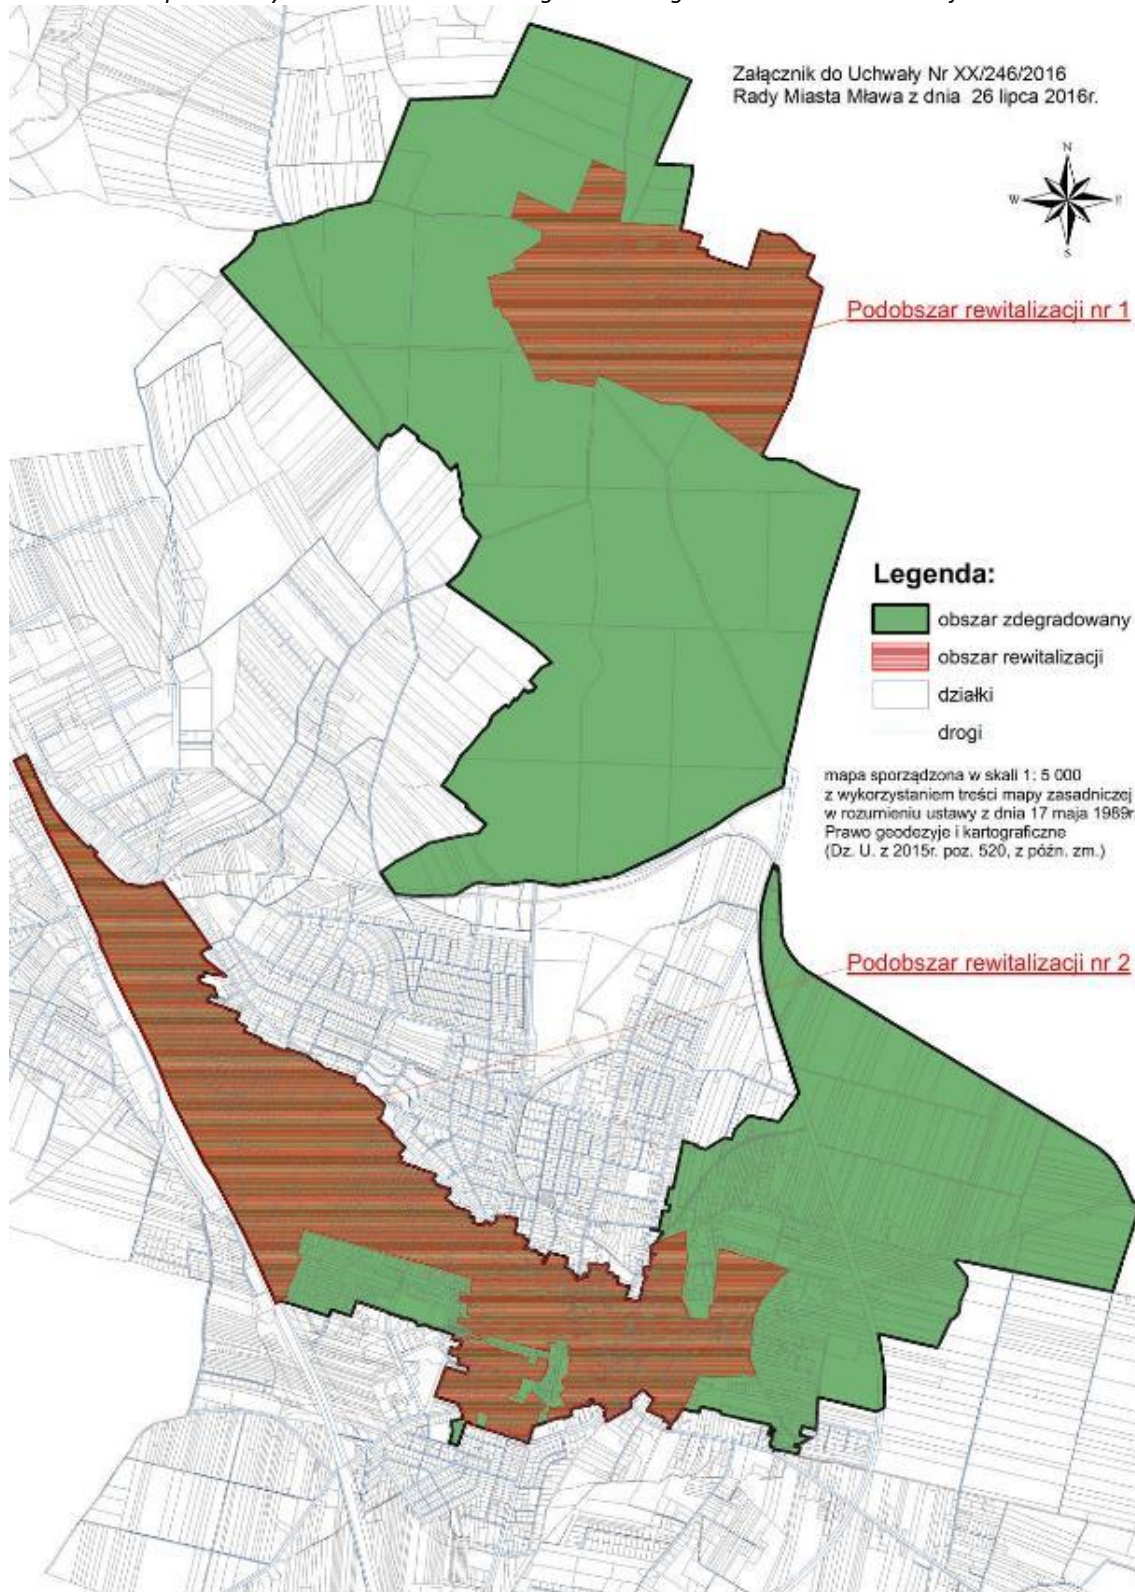 Załącznik do Uchwały Nr XX/246/2016
Rady Miasta Mława z dnia 26 lipca 2016r.
N
W
E
S
Podobszar rewitalizacji nr 1
Legenda:
obszar zdegradowany
obszar rewitalizacji
działki
drogi
mapa sporządzona w skali 1: 5 000
z wykorzystaniem treści mapy zasadniczej
w rozumieniu ustawy z dnia 17 maja 1989r
Prawo geodezyje i kartograficzne
(Dz. U. z 2015r. poz. 520, z późn. zm.)
Podobszar rewitalizacji nr 2